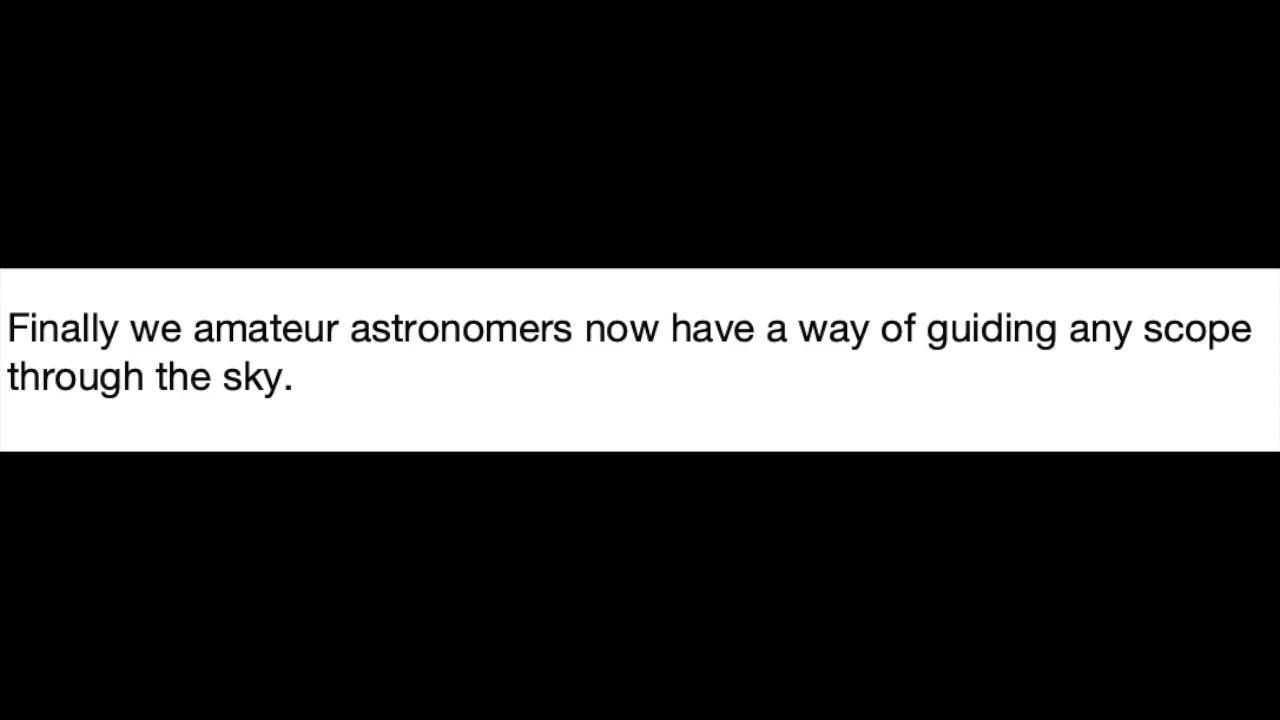 Finally we amateur astronomers now have a way of guiding any scope
through the sky.